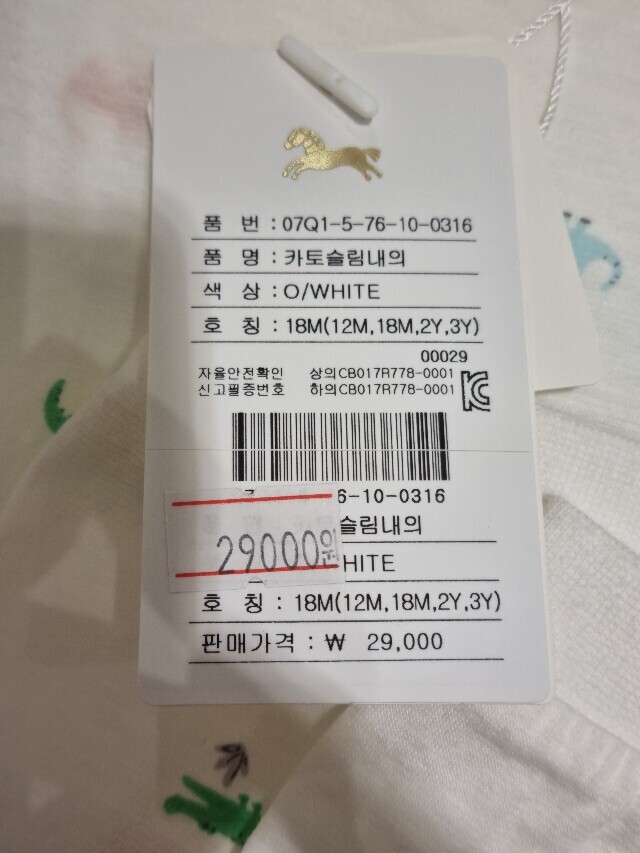 품 번 : 07Q1-5-76-10-0316
품 명 : 카토슬림내의
색 상 : O/WHITE
호 칭 : 18M(12M,18M,2Y,3Y)
00029
자율안전확인 상의CB017R778-0001
신고필증번호 하의CB017R778-0001
6-10-0316
슬림내의
29000원
HITE
호 칭 : 18M(12M,18M,2Y,3Y)
판매가격 : ₩ 29,000